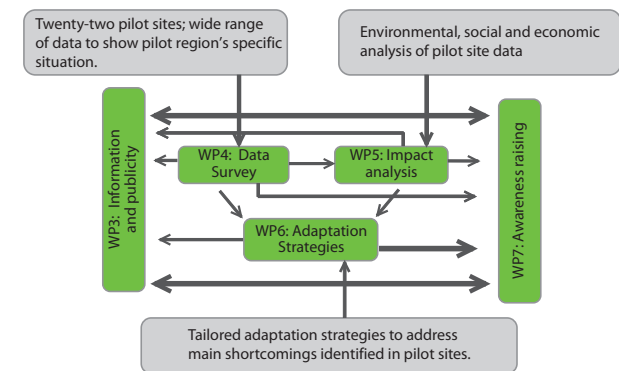 Twenty-two pilot sites; wide range
of data to show pilot region's specific
situation.
Environmental, social and economic
analysis of pilot site data
WP3: Information
and publicity
WP4: Data
Survey
WP5: Impact
analysis
WP6: Adaptation
Strategies
WP7: Awareness raising
Tailored adaptation strategies to address
main shortcomings identified in pilot sites.